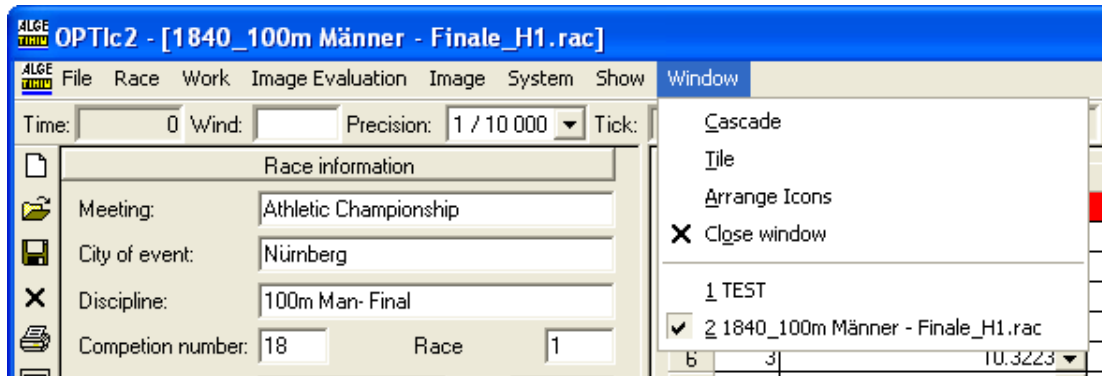 ALGE
TIMING OPTIc2 - [1840_100m Männer - Finale_H1.rac]
ALGE
TIMING File Race Work Image Evaluation Image System Show Window
Time: 0 Wind: Precision: 1 / 10 000 Tick:
Cascade
Tile
Arrange Icons
Close window
1 TEST
2 1840_100m Männer - Finale_H1.rac
Race information
Meeting: Athletic Championship
City of event: Nürnberg
Discipline: 100m Man- Final
Competion number: 18 Race 1
6 3 10.3223